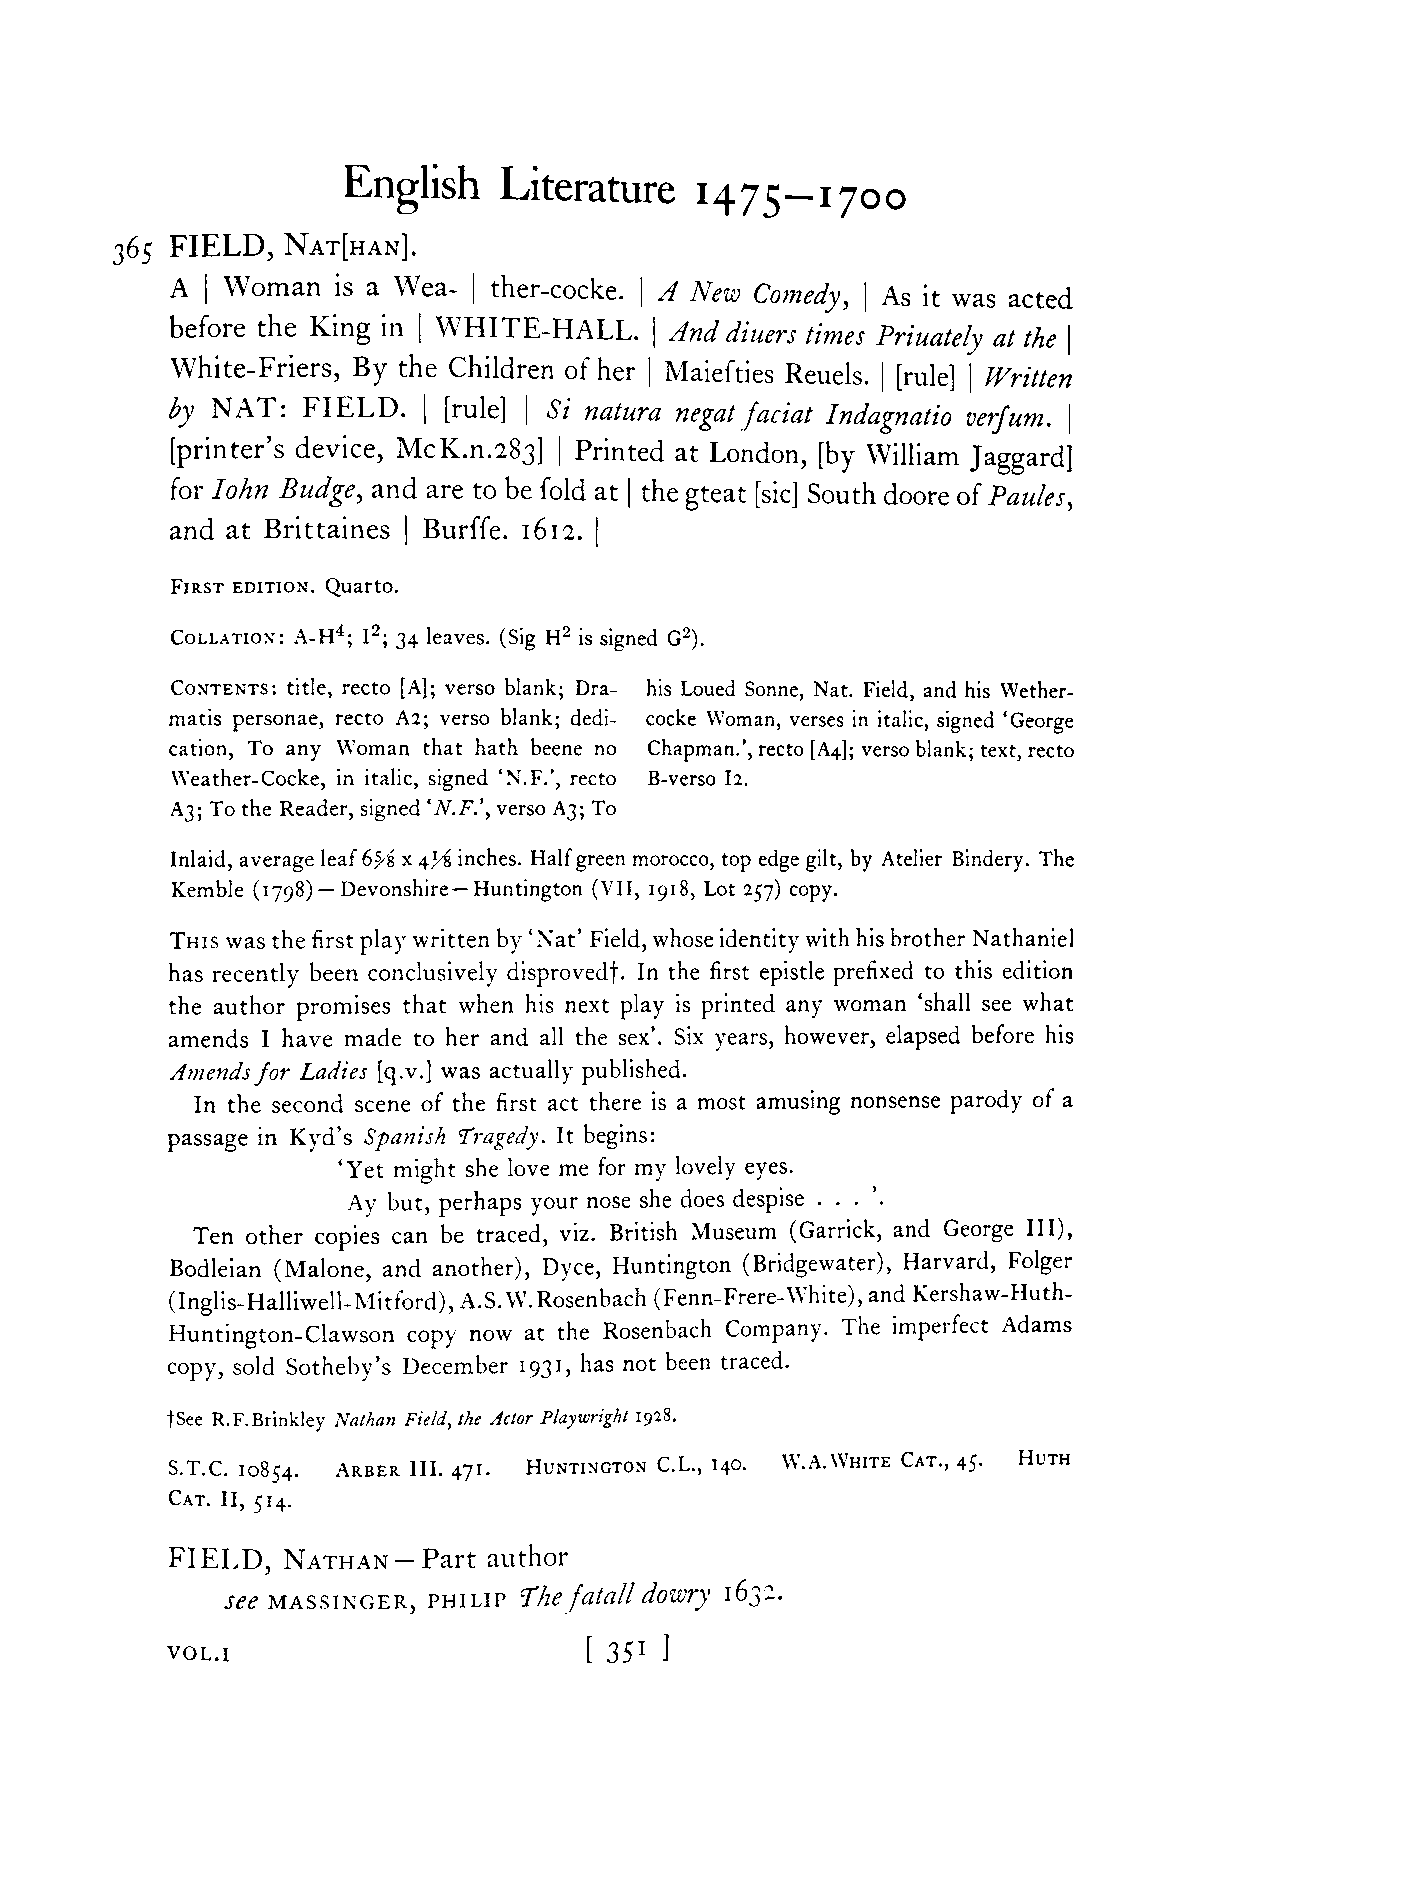 English Literature 1475–1700
365 FIELD, NAT[HAN].
A | Woman is a Wea- | ther-cocke. | A New Comedy, | As it was acted
before the King in | WHITE-HALL. | And diuers times Priuately at the |
White-Friers, By the Children of her | Maieſties Reuels. | [rule] | Written
by NAT: FIELD. | [rule] | Si natura negat faciat Indagnatio verſum. |
[printer's device, McK.n.283] | Printed at London, [by William Jaggard]
for Iohn Budge, and are to be ſold at | the gteat [sic] South doore of Paules,
and at Brittaines | Burſſe. 1612. |
FIRST EDITION. Quarto.
COLLATION: A-H⁴; I²; 34 leaves. (Sig H² is signed G²).
CONTENTS: title, recto [A]; verso blank; Dra-
matis personae, recto A2; verso blank; dedi-
cation, To any Woman that hath beene no
Weather-Cocke, in italic, signed 'N.F.', recto
A3; To the Reader, signed 'N.F.', verso A3; To
his Loued Sonne, Nat. Field, and his Wether-
cocke Woman, verses in italic, signed 'George
Chapman.', recto [A4]; verso blank; text, recto
B-verso I2.
Inlaid, average leaf 6⅝ x 4⅛ inches. Half green morocco, top edge gilt, by Atelier Bindery. The
Kemble (1798)—Devonshire—Huntington (VII, 1918, Lot 257) copy.
THIS was the first play written by 'Nat' Field, whose identity with his brother Nathaniel
has recently been conclusively disproved†. In the first epistle prefixed to this edition
the author promises that when his next play is printed any woman 'shall see what
amends I have made to her and all the sex'. Six years, however, elapsed before his
Amends for Ladies [q.v.] was actually published.
In the second scene of the first act there is a most amusing nonsense parody of a
passage in Kyd's Spanish Tragedy. It begins:
'Yet might she love me for my lovely eyes.
Ay but, perhaps your nose she does despise . . . '.
Ten other copies can be traced, viz. British Museum (Garrick, and George III),
Bodleian (Malone, and another), Dyce, Huntington (Bridgewater), Harvard, Folger
(Inglis-Halliwell-Mitford), A.S.W.Rosenbach (Fenn-Frere-White), and Kershaw-Huth-
Huntington-Clawson copy now at the Rosenbach Company. The imperfect Adams
copy, sold Sotheby's December 1931, has not been traced.
†See R.F.Brinkley Nathan Field, the Actor Playwright 1928.
S.T.C. 10854. ARBER III. 471. HUNTINGTON C.L., 140. W.A.WHITE CAT., 45. HUTH
CAT. II, 514.
FIELD, NATHAN—Part author
see MASSINGER, PHILIP The fatall dowry 1632.
VOL.I [ 351 ]